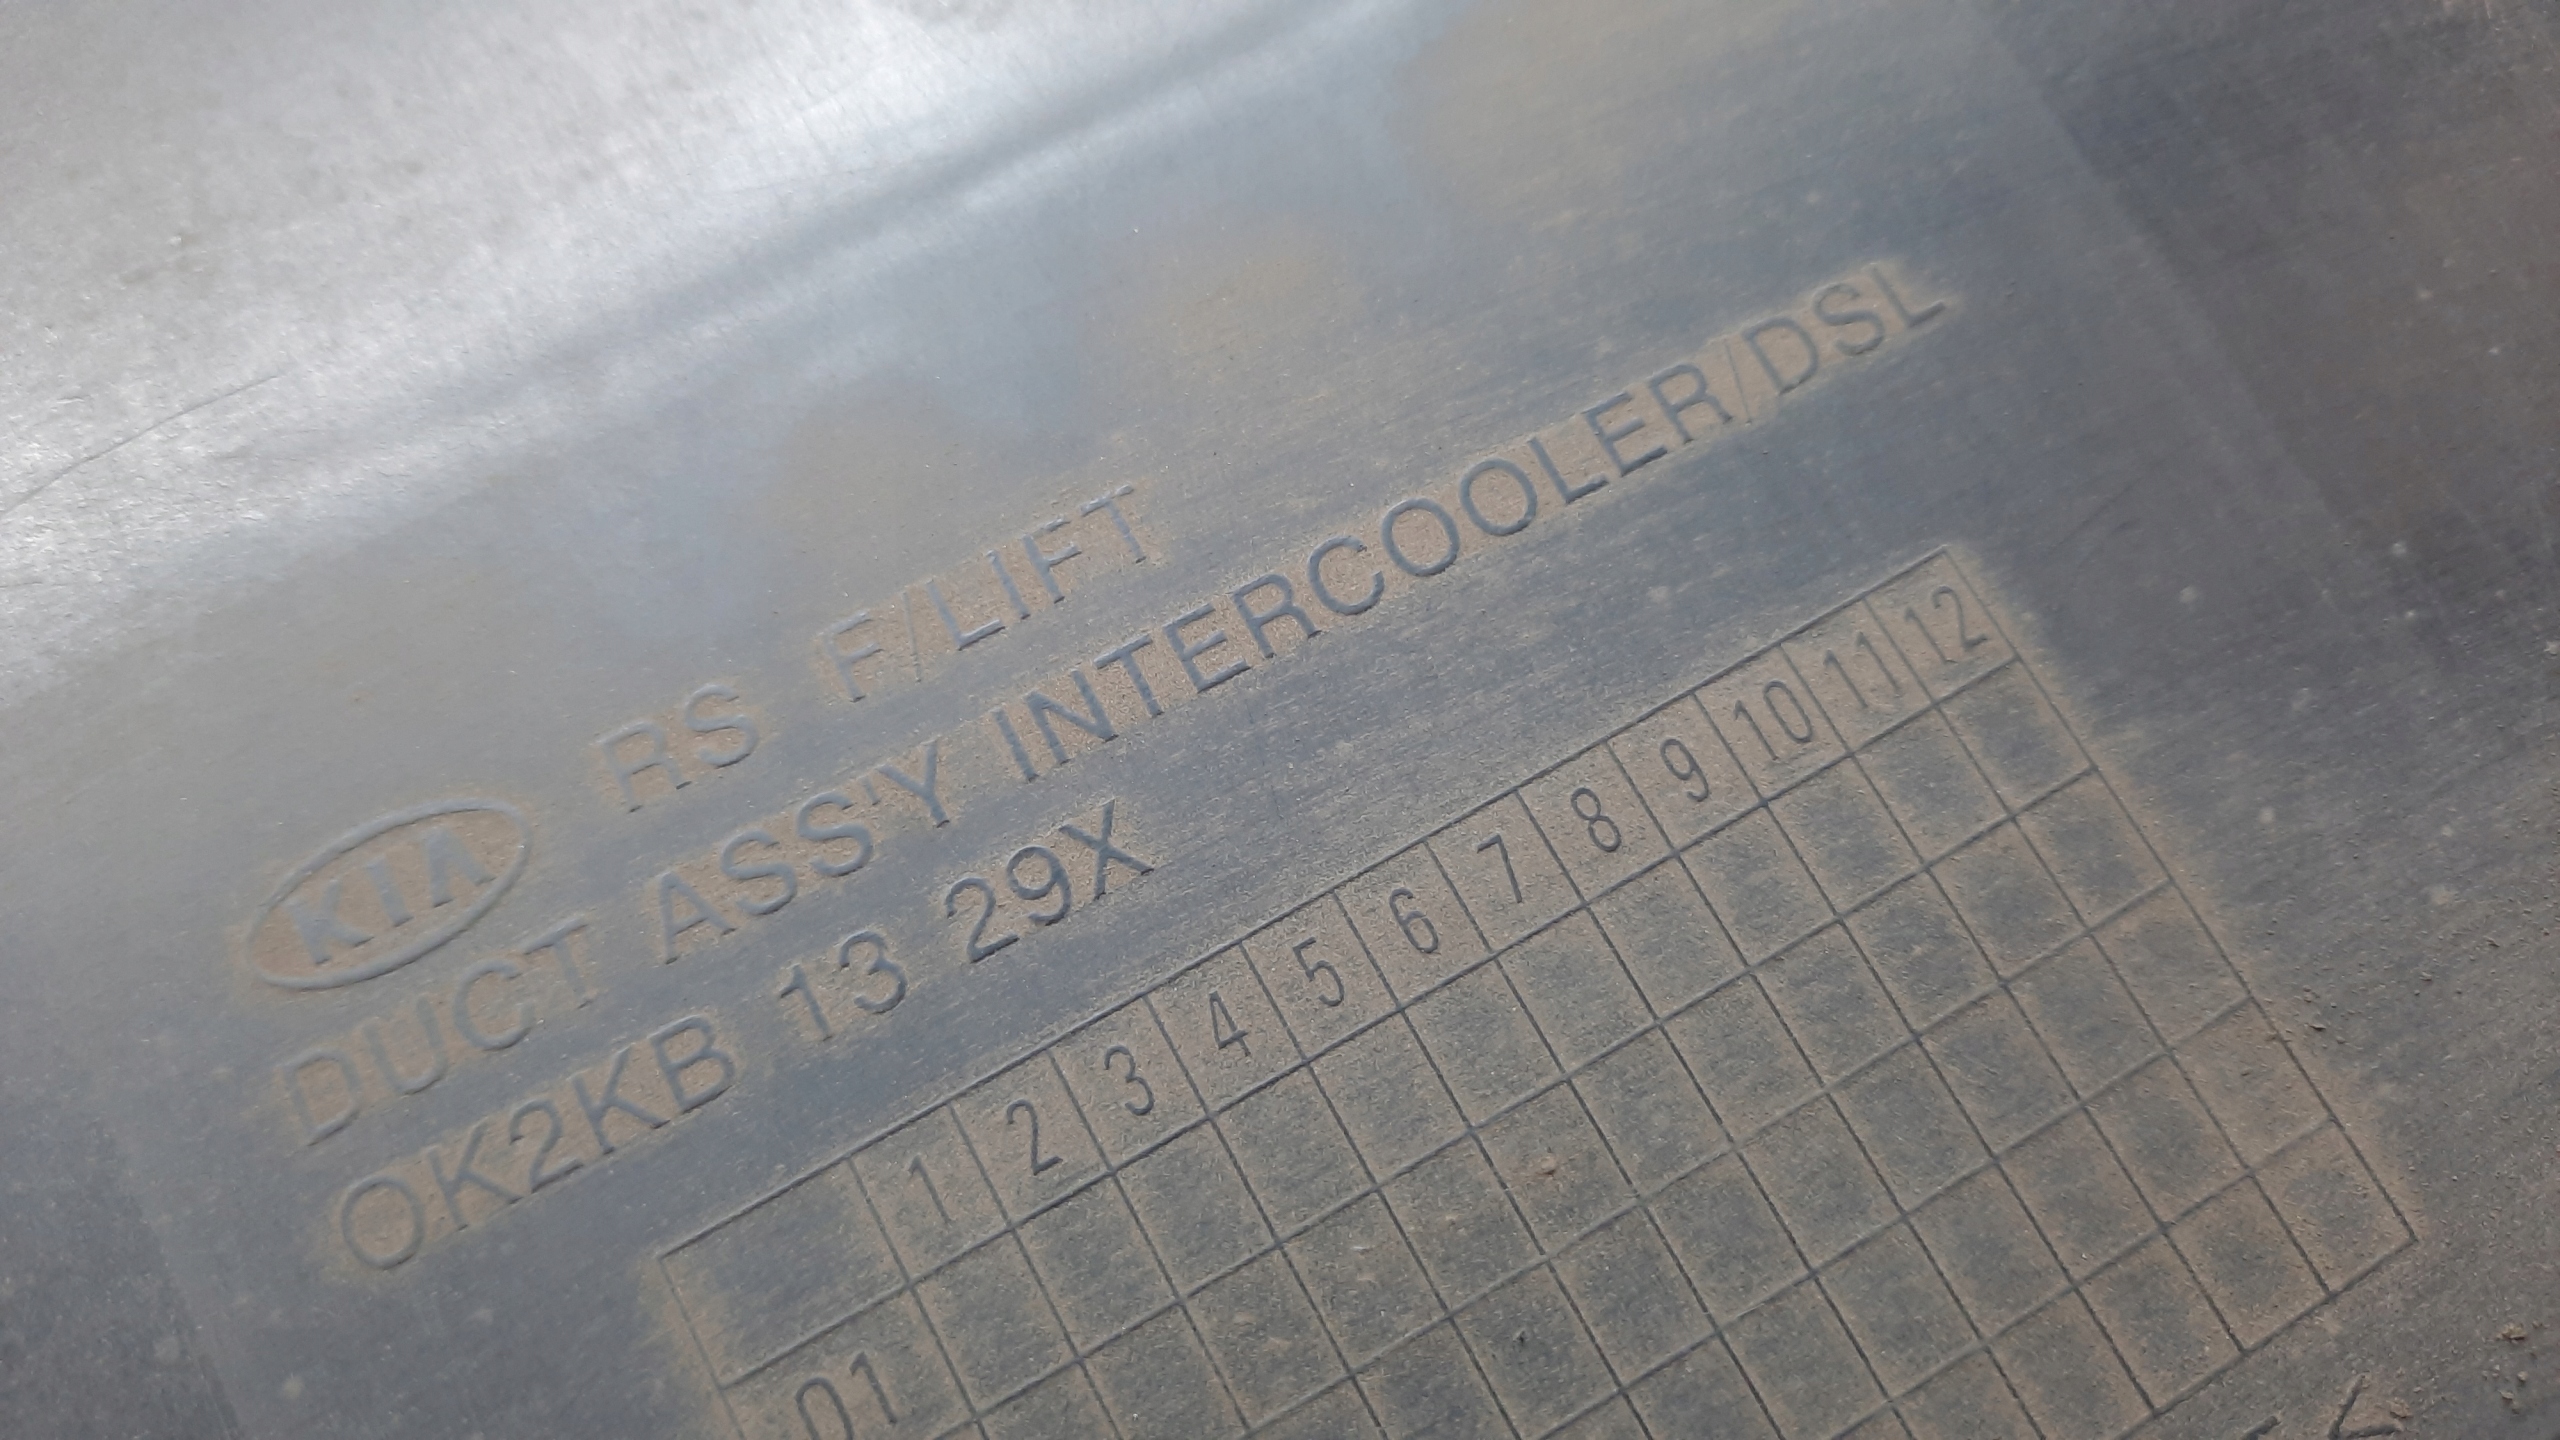 KIA RS F/LIFT
DUCT ASS'Y INTERCOOLER/DSL
OK2KB 13 29X
1 2 3 4 5 6 7 8 9 10 11 12
01